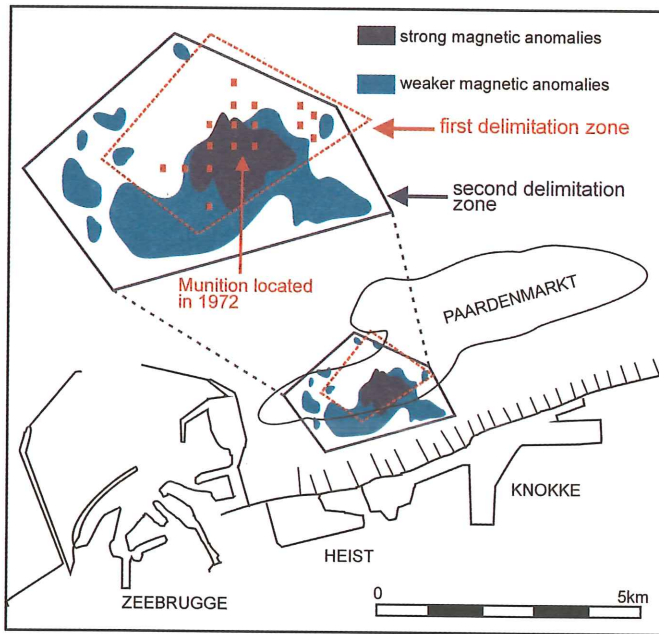 strong magnetic anomalies
weaker magnetic anomalies
first delimitation zone
second delimitation
zone
Munition located
in 1972
PAARDENMARKT
KNOKKE
HEIST
ZEEBRUGGE
0
5km